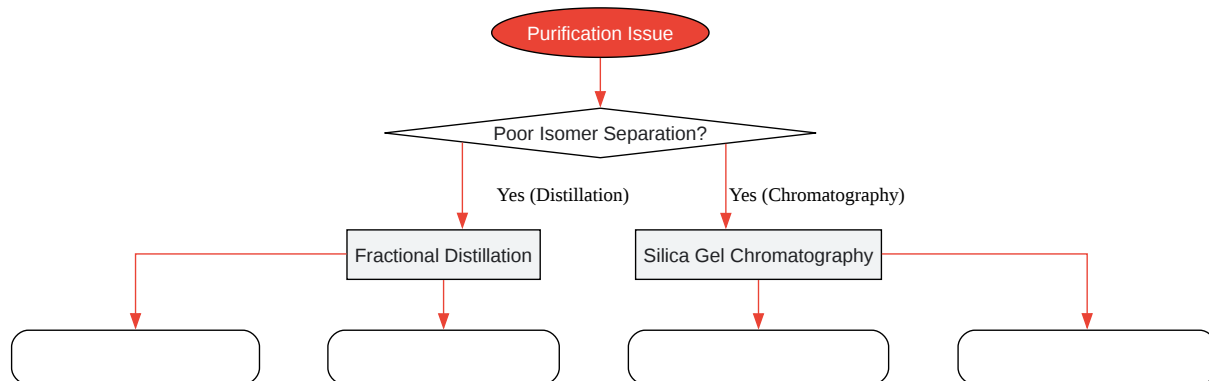 Purification Issue
Poor Isomer Separation?
Yes (Distillation)
Yes (Chromatography)
Fractional Distillation
Silica Gel Chromatography